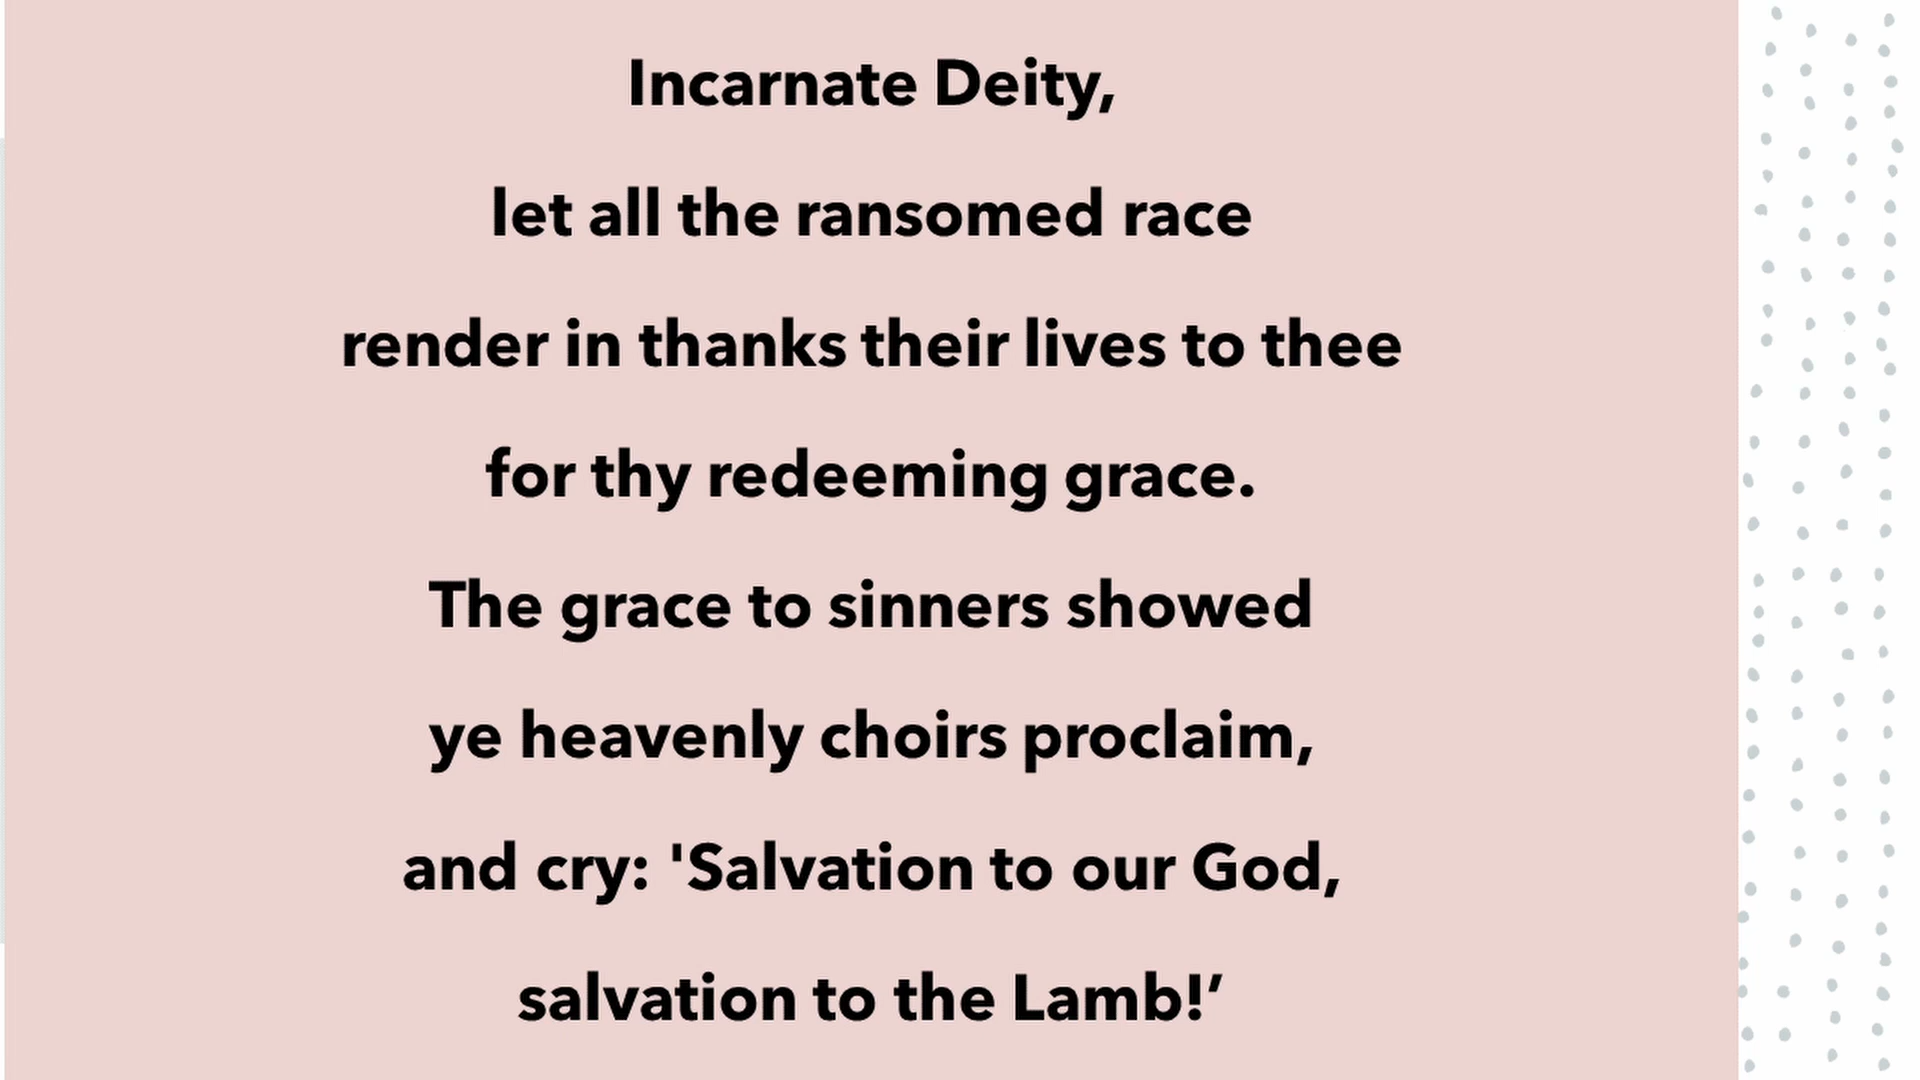 Incarnate Deity,
let all the ransomed race
render in thanks their lives to thee
for thy redeeming grace.
The grace to sinners showed
ye heavenly choirs proclaim,
and cry: 'Salvation to our God,
salvation to the Lamb!’